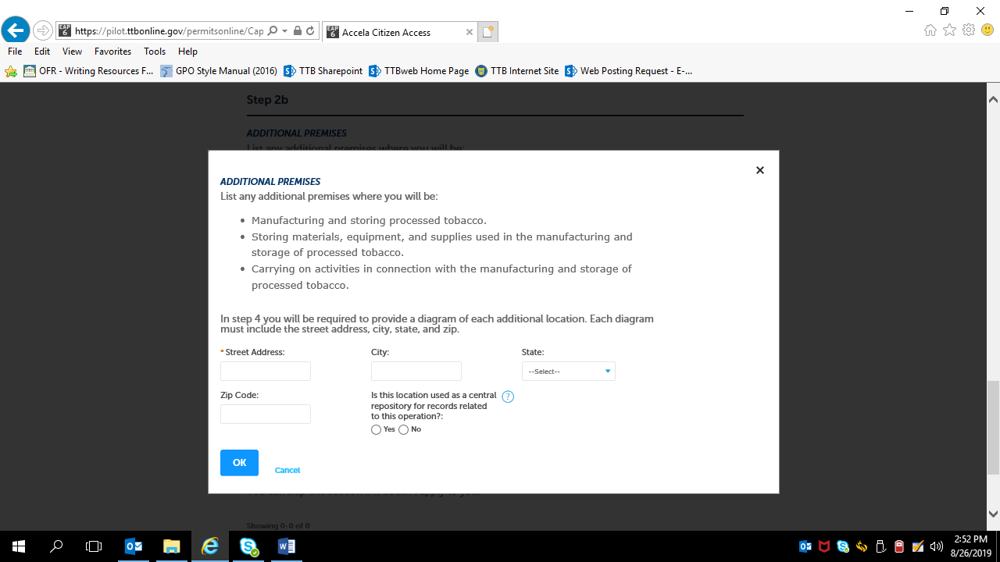 https://pilot.ttbonline.gov/permitsonline/Cap
Accela Citizen Access
File Edit View Favorites Tools Help
OFR - Writing Resources F... GPO Style Manual (2016) TTB Sharepoint TTBweb Home Page TTB Internet Site Web Posting Request - E-...
Step 2b
ADDITIONAL PREMISES
List any additional premises where you will be:
ADDITIONAL PREMISES
List any additional premises where you will be:
• Manufacturing and storing processed tobacco.
• Storing materials, equipment, and supplies used in the manufacturing and
storage of processed tobacco.
• Carrying on activities in connection with the manufacturing and storage of
processed tobacco.
In step 4 you will be required to provide a diagram of each additional location. Each diagram
must include the street address, city, state, and zip.
* Street Address: City: State:
--Select--
Zip Code: Is this location used as a central
repository for records related
to this operation?:
Yes No
OK Cancel
Showing 0-0 of 0
2:52 PM
8/26/2019